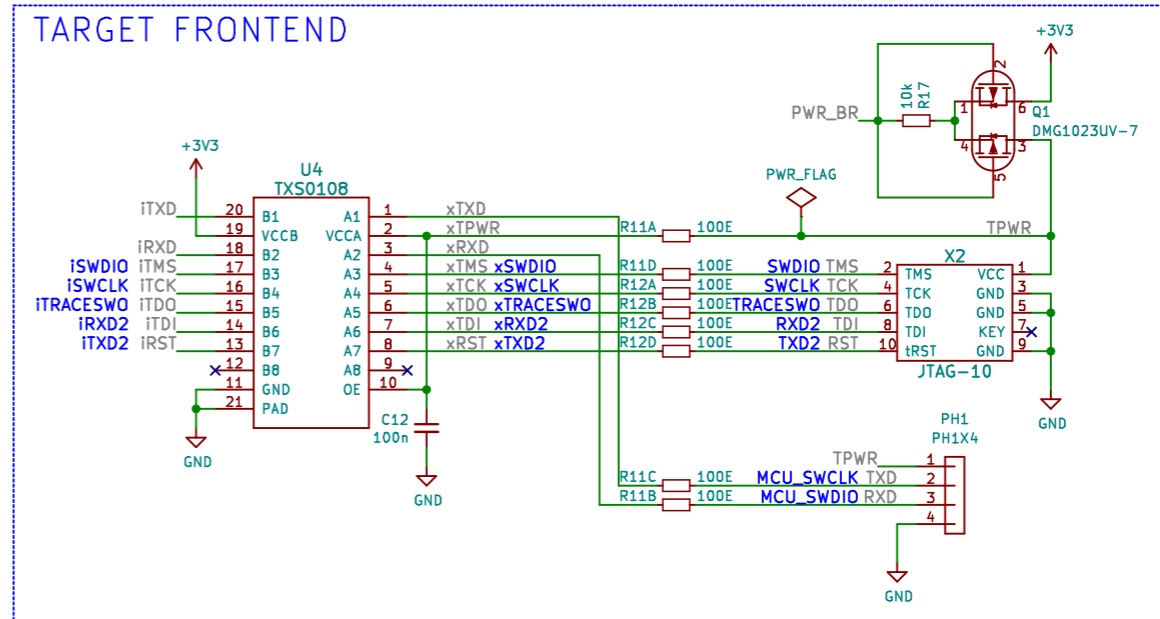 TARGET FRONTEND
+3V3
2
10k
R17
1
6
Q1
PWR_BR
DMG1023UV-7
4
3
5
+3V3
U4
TXS0108
PWR_FLAG
iTXD 20 B1 A1 1 xTXD
19 VCCB VCCA 2 xTPWR R11A 100E TPWR
iRXD 18 B2 A2 3 xRXD
X2
iSWDIO iTMS 17 B3 A3 4 xTMS xSWDIO R11D 100E SWDIO TMS 2 TMS VCC 1
iSWCLK iTCK 16 B4 A4 5 xTCK xSWCLK R12A 100E SWCLK TCK 4 TCK GND 3
iTRACESWO iTDO 15 B5 A5 6 xTDO xTRACESWO R12B 100E TRACESWO TDO 6 TDO GND 5
iRXD2 iTDI 14 B6 A6 7 xTDI xRXD2 R12C 100E RXD2 TDI 8 TDI KEY 7
iTXD2 iRST 13 B7 A7 8 xRST xTXD2 R12D 100E TXD2 RST 10 tRST GND 9
12 B8 A8 9
JTAG-10
11 GND OE 10
21 PAD
C12
100n
GND
GND
GND
PH1
PH1X4
TPWR 1
R11C 100E MCU_SWCLK TXD 2
R11B 100E MCU_SWDIO RXD 3
4
GND